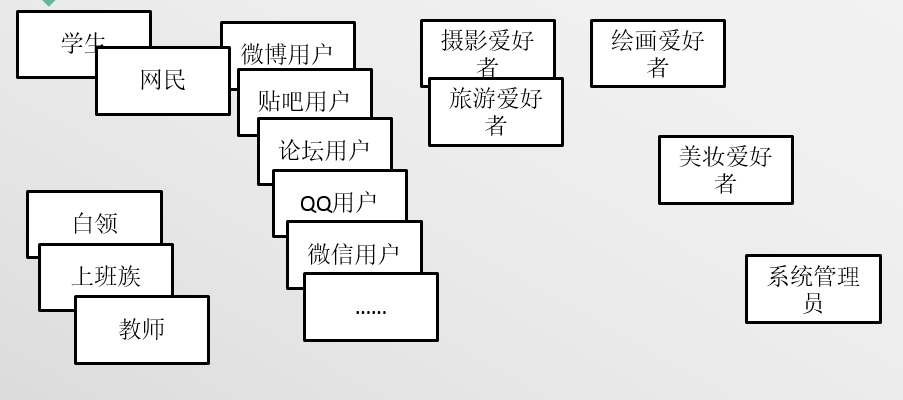 学生
网民
微博用户
贴吧用户
论坛用户
QQ用户
微信用户
......
白领
上班族
教师
摄影爱好
者
旅游爱好
者
绘画爱好
者
美妆爱好
者
系统管理
员